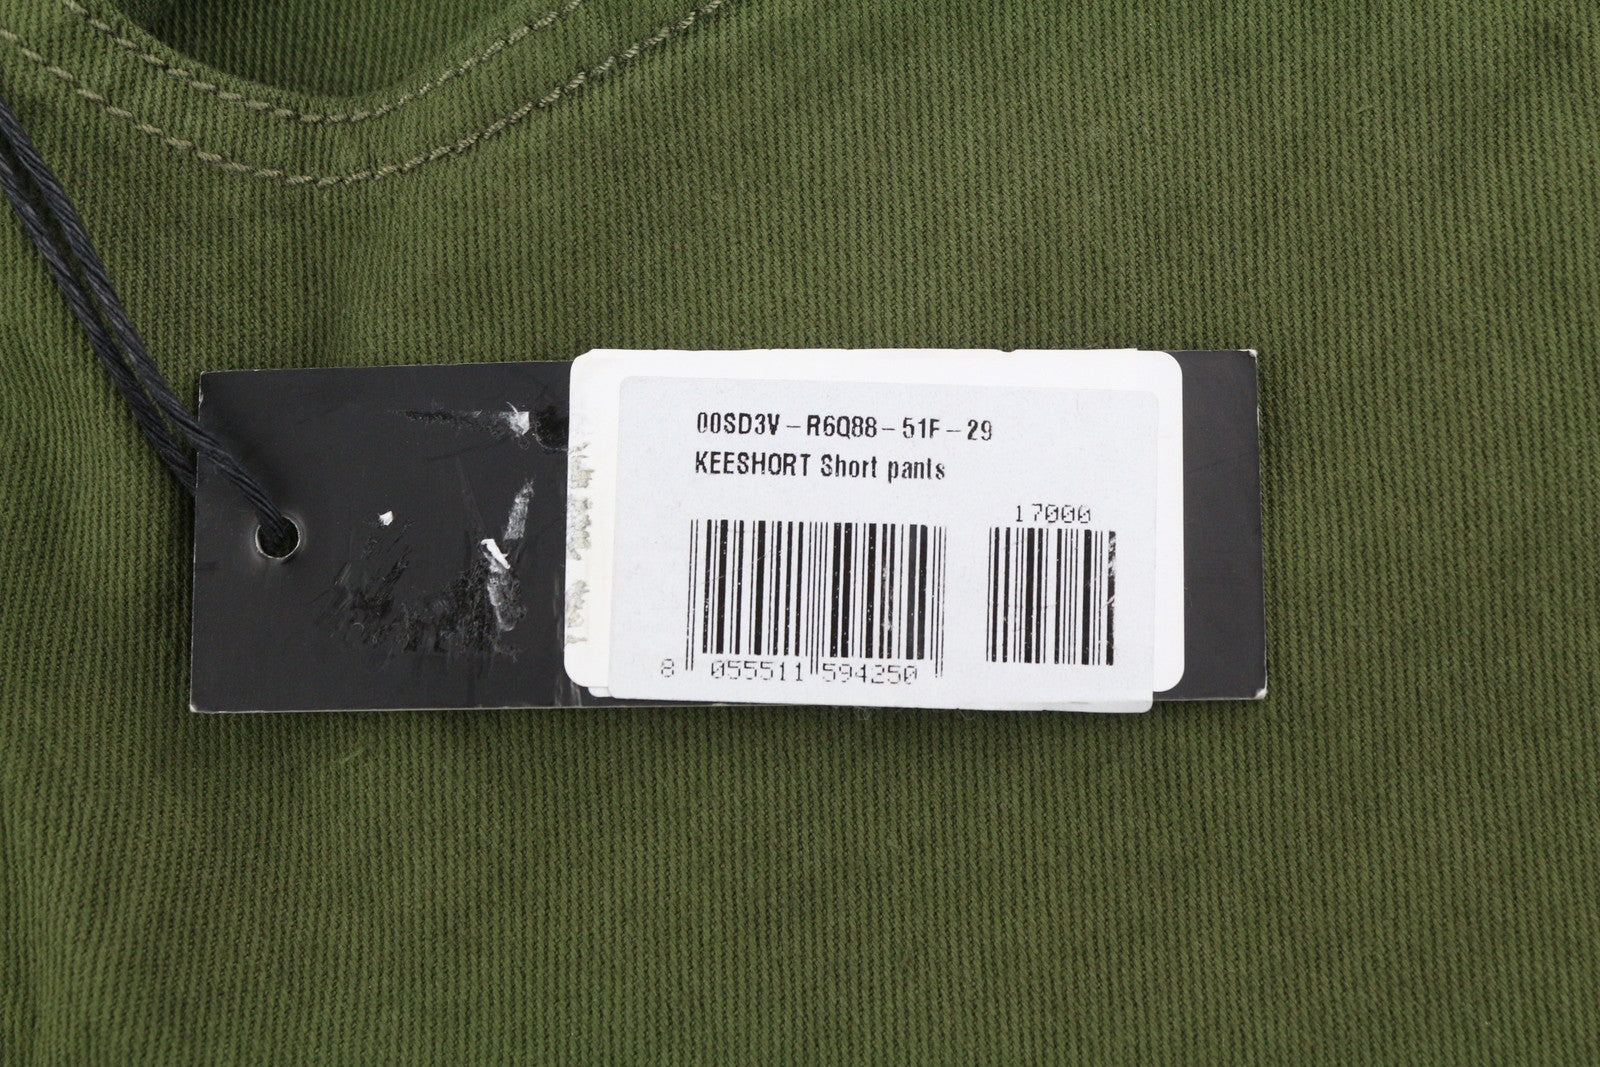 00SD3V-R6Q88-51F-29
KEESHORT Short pants
17000
8 055511 594250